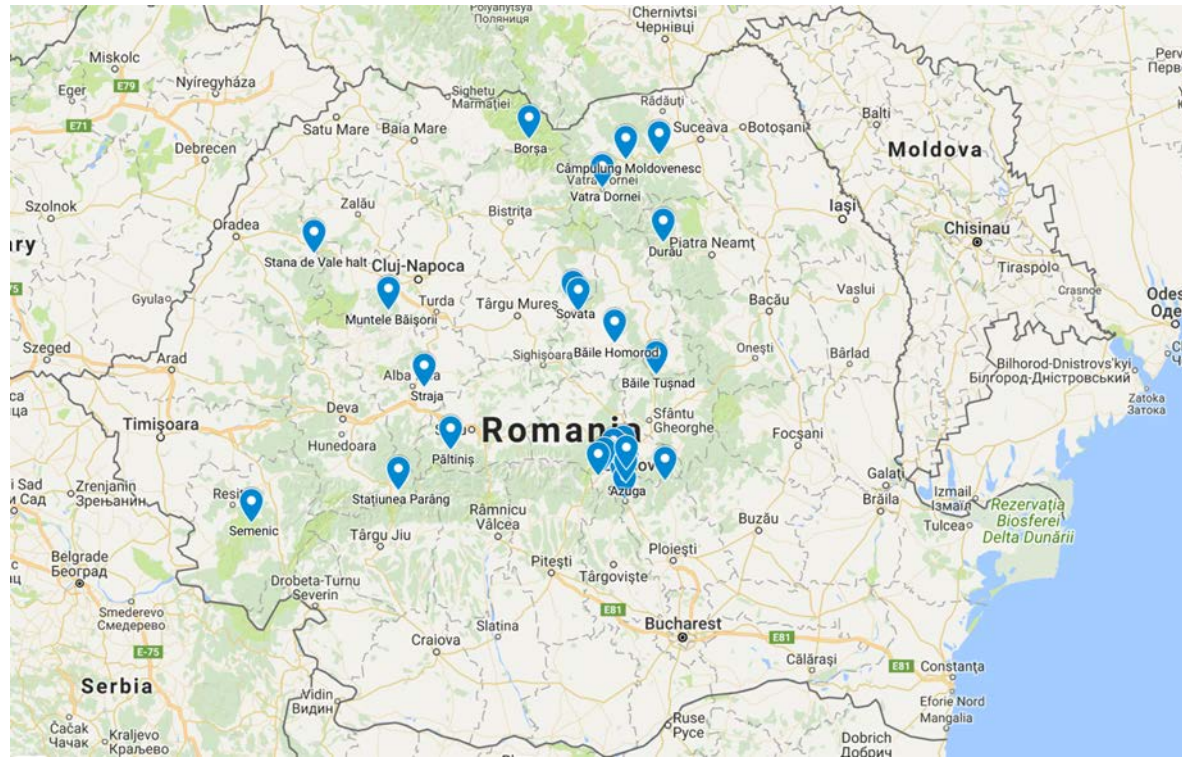 Polyanytsya
Поляниця
Chernivtsi
Чернівці
Miskolc
Nyíregyháza
Eger
E79
Sighetu
Marmației
Rădăuți
E71
Satu Mare
Baia Mare
Borșa
Suceava
Botoșani
Balti
Debrecen
Câmpulung Moldovenesc
Vatra Dornei
Vatra Dornei
Moldova
Szolnok
Zalău
Oradea
Bistrița
Iași
Chisinau
ry
Stana de Vale halt
Durău
Piatra Neamț
Cluj-Napoca
Tiraspol
Gyula
Turda
Târgu Mureș
Bacău
Vaslui
Crasnoe
Muntele Băișorii
Sovata
Szeged
Arad
Sighișoara
Băile Homorod
Onești
Bârlad
Bilhorod-Dnistrovs'kyi
Білгород-Дністровський
Băile Tușnad
Alba
Straja
Zatoka
Затока
Timișoara
Deva
Hunedoara
Romania
Sfântu
Gheorghe
Focșani
Păltiniș
Zrenjanin
Зрењанин
Stațiunea Parâng
Azuga
Galați
Brăila
Ізмаїл
Tulcea
Rezervația
Biosferei
Delta Dunării
Semenic
Râmnicu
Vâlcea
Buzău
Târgu Jiu
Belgrade
Београд
Pitești
Ploiești
Târgoviște
Drobeta-Turnu
Severin
Smederevo
Смедерево
E81
Bucharest
E-75
Craiova
Slatina
E81
Călărași
E81
Constanța
Serbia
Vidin
Видин
Eforie Nord
Mangalia
Čačak
Чачак
Kraljevo
Краљево
Ruse
Русе
Dobrich
Добрич